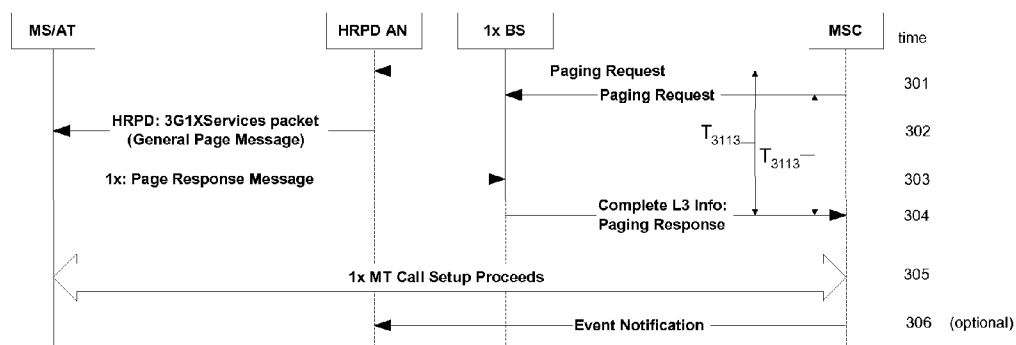 MS/AT
HRPD AN
1x BS
MSC
time
Paging Request
301
Paging Request
HRPD: 3G1XServices packet
(General Page Message)
302
T3113
T3113
1x: Page Response Message
303
Complete L3 Info:
Paging Response
304
1x MT Call Setup Proceeds
305
Event Notification
306 (optional)